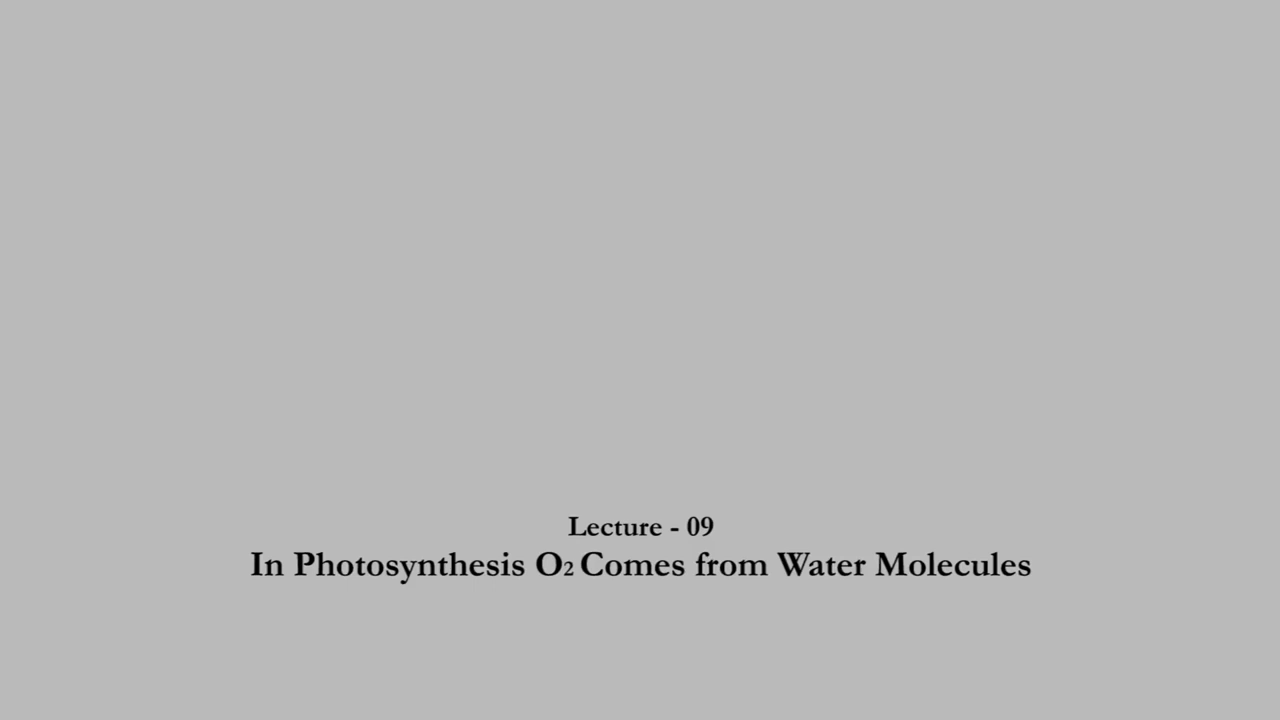 Lecture - 09
In Photosynthesis O₂ Comes from Water Molecules